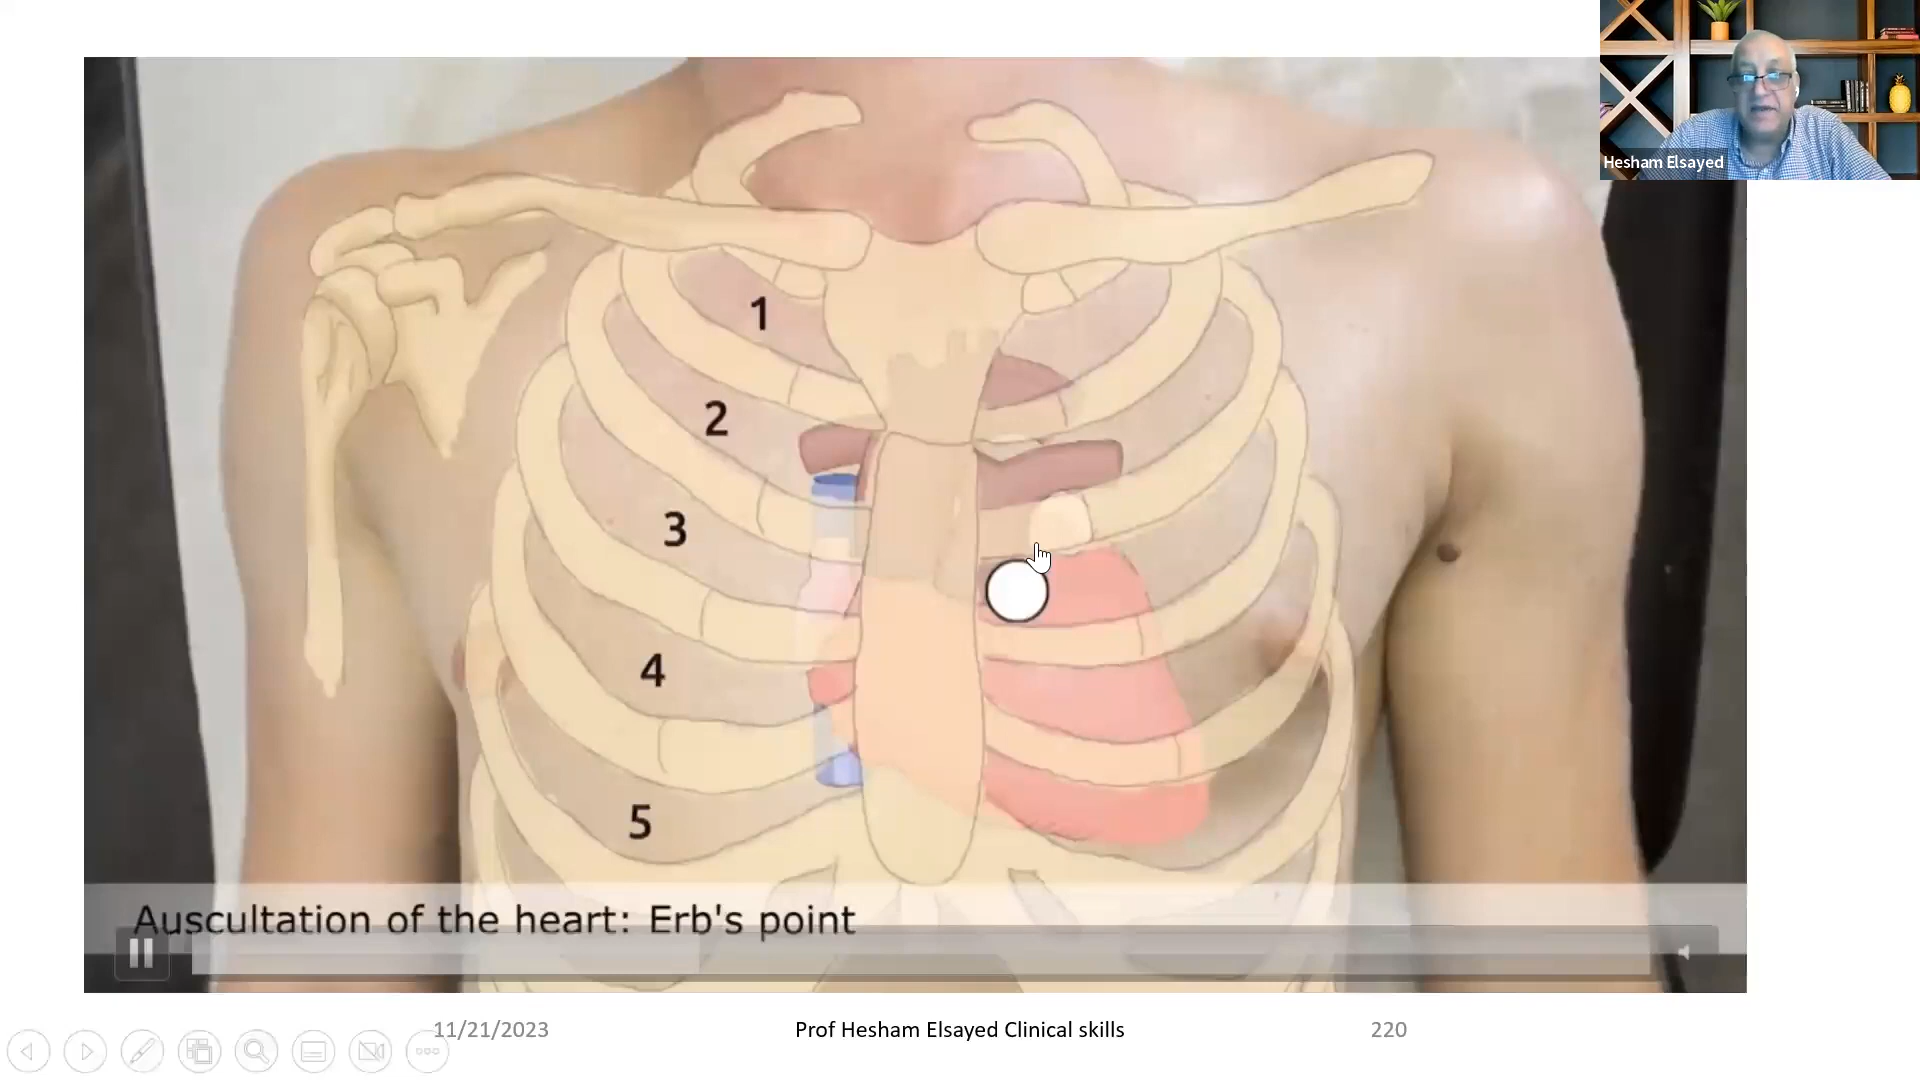 Hesham Elsayed
1
2
3
4
5
Auscultation of the heart: Erb's point
11/21/2023
Prof Hesham Elsayed Clinical skills
220